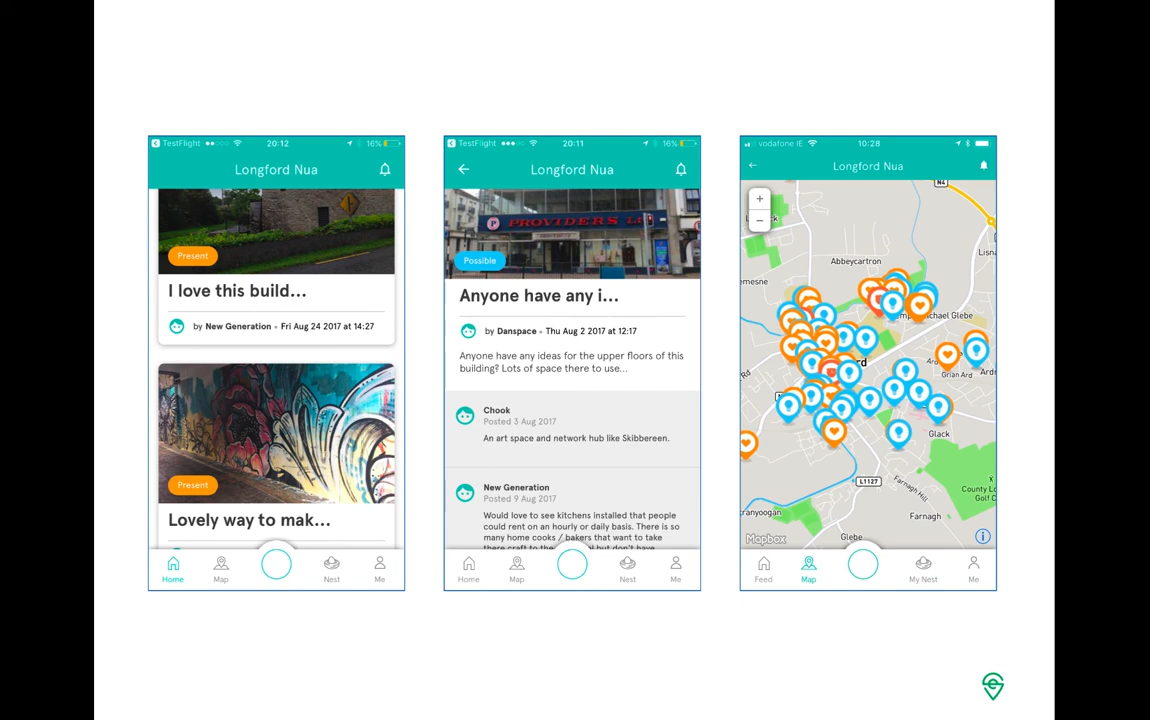 TestFlight
20:12
16%
Longford Nua
Present
I love this build...
by New Generation • Fri Aug 24 2017 at 14:27
Present
Lovely way to mak...
Home
Map
Nest
Me
TestFlight
20:11
16%
Longford Nua
PROVIDERS
Possible
Anyone have any i...
by Danspace • Thu Aug 2 2017 at 12:17
Anyone have any ideas for the upper floors of this
building? Lots of space there to use...
Chook
Posted 3 Aug 2017
An art space and network hub like Skibbereen.
New Generation
Posted 9 Aug 2017
Would love to see kitchens installed that people
could rent on an hourly or daily basis. There is so
many home cooks / bakers that want to take
Home
Map
Nest
Me
vodafone IE
10:28
Longford Nua
+
−
N4
Abbeycartron
Glack
L1127
Farnagh Hill
Farnagh
Glebe
Grian Ard
Mapbox
Feed
Map
My Nest
Me